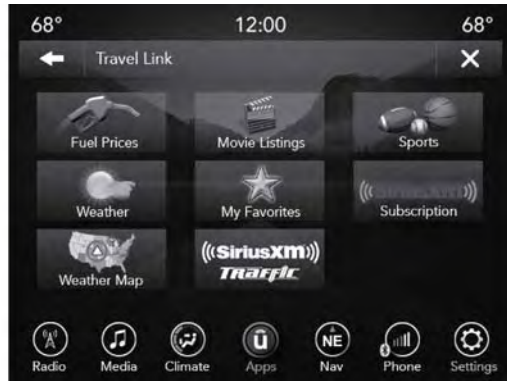 68° 12:00 68°
Travel Link
Fuel Prices Movie Listings Sports
Weather My Favorites ((SiriusXM)) Subscription
Weather Map ((SiriusXM)) Traffic
NE
Radio Media Climate Apps Nav Phone Settings